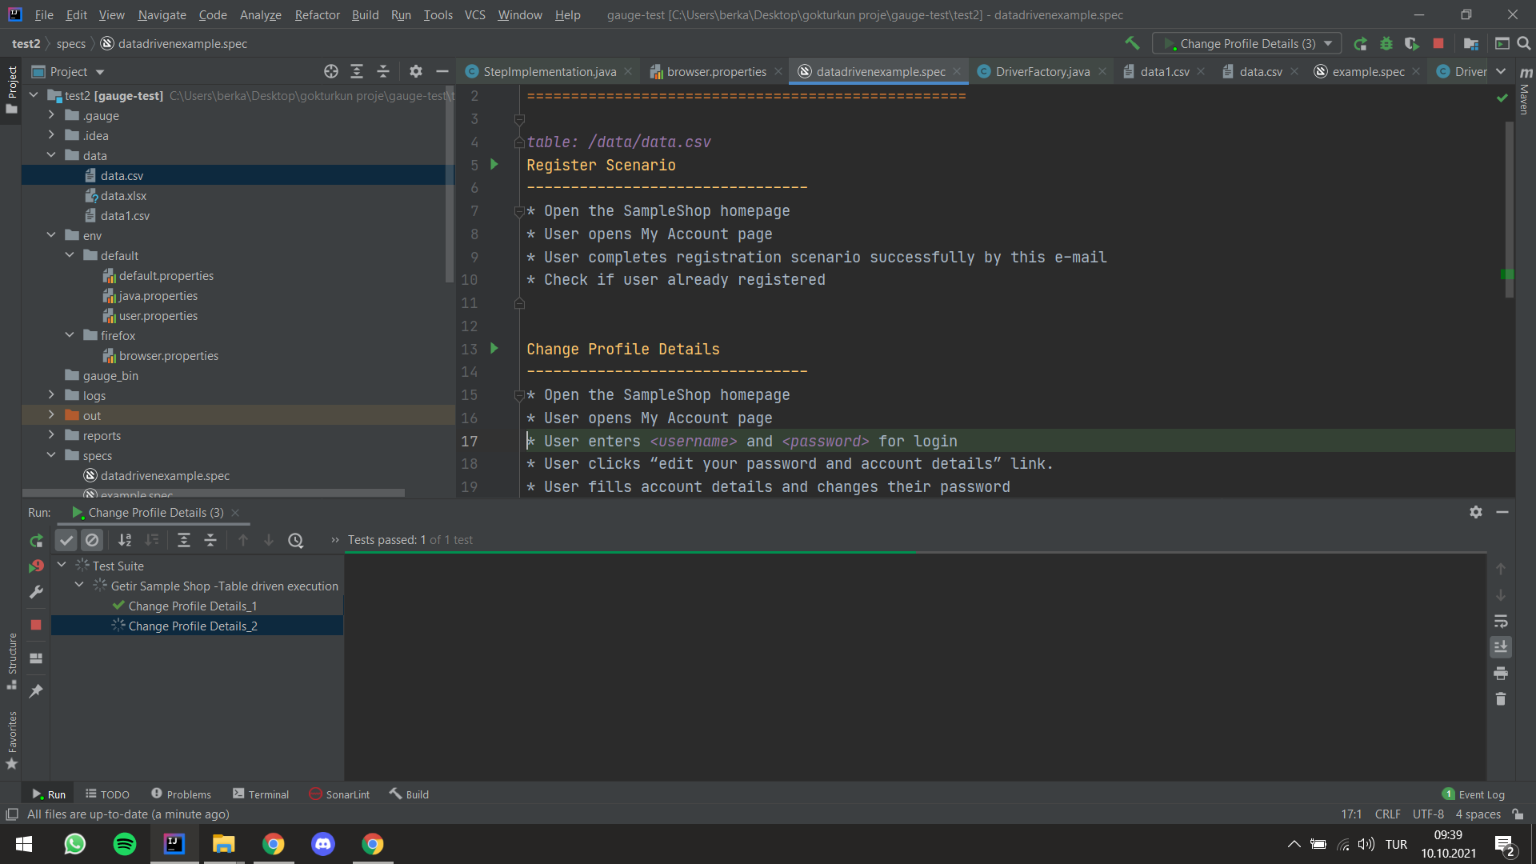 File Edit View Navigate Code Analyze Refactor Build Run Tools VCS Window Help gauge-test [C:\Users\berka\Desktop\gokturkun proje\gauge-test\test2] - datadrivenexample.spec
test2 specs datadrivenexample.spec Change Profile Details (3)
Project StepImplementation.java browser.properties datadrivenexample.spec DriverFactory.java data1.csv data.csv example.spec Driver
Project
Maven
test2 [gauge-test] C:\Users\berka\Desktop\gokturkun proje\gauge-test\t
.gauge
.idea
data
data.csv
data.xlsx
data1.csv
env
default
default.properties
java.properties
user.properties
firefox
browser.properties
gauge_bin
logs
out
reports
specs
datadrivenexample.spec
example.spec
2 ==================================================
3
4 table: /data/data.csv
5 Register Scenario
6 --------------------------------
7 * Open the SampleShop homepage
8 * User opens My Account page
9 * User completes registration scenario successfully by this e-mail
10 * Check if user already registered
11
12
13 Change Profile Details
14 --------------------------------
15 * Open the SampleShop homepage
16 * User opens My Account page
17 * User enters <username> and <password> for login
18 * User clicks “edit your password and account details” link.
19 * User fills account details and changes their password
Run: Change Profile Details (3)
Tests passed: 1 of 1 test
Test Suite
Getir Sample Shop -Table driven execution
Change Profile Details_1
Change Profile Details_2
Structure
Favorites
Run TODO Problems Terminal SonarLint Build 1 Event Log
All files are up-to-date (a minute ago) 17:1 CRLF UTF-8 4 spaces
TUR 09:39
10.10.2021 2